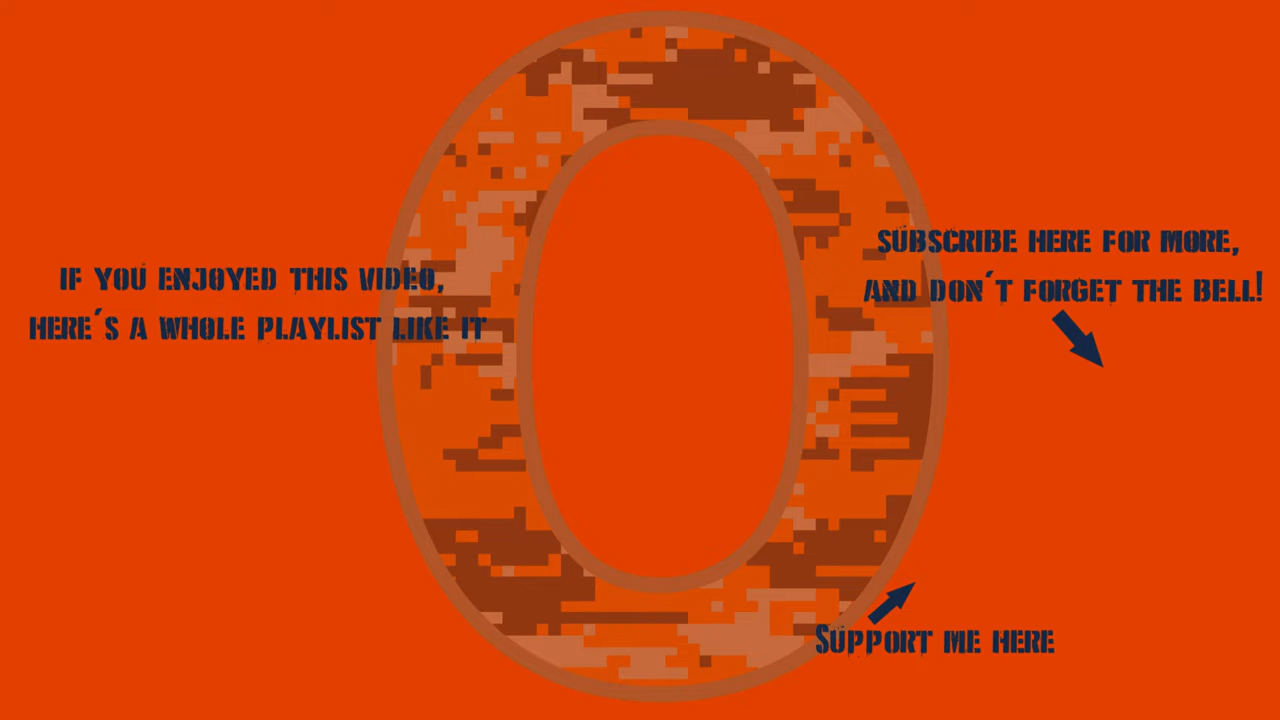 IF YOU ENJOYED THIS VIDEO,
HERE'S A WHOLE PLAYLIST LIKE IT
SUBSCRIBE HERE FOR MORE,
AND DON'T FORGET THE BELL!
SUPPORT ME HERE
O